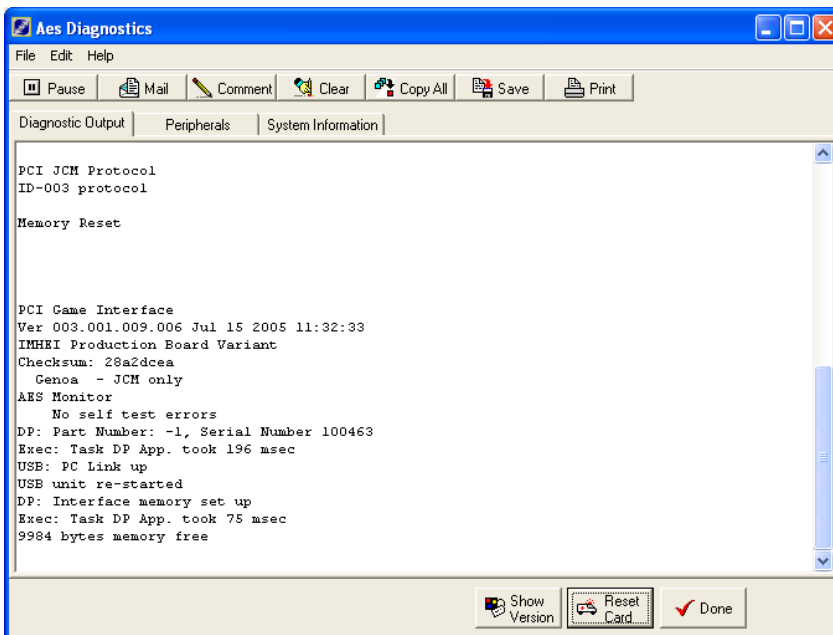 Aes Diagnostics
File Edit Help
Pause Mail Comment Clear Copy All Save Print
Diagnostic Output Peripherals System Information
PCI JCM Protocol
ID-003 protocol
Memory Reset
PCI Game Interface
Ver 003.001.009.006 Jul 15 2005 11:32:33
IMHEI Production Board Variant
Checksum: 28a2dcea
Genoa - JCM only
AES Monitor
No self test errors
DP: Part Number: -1, Serial Number 100463
Exec: Task DP App. took 196 msec
USB: PC Link up
USB unit re-started
DP: Interface memory set up
Exec: Task DP App. took 75 msec
9984 bytes memory free
Show Version Reset Card Done